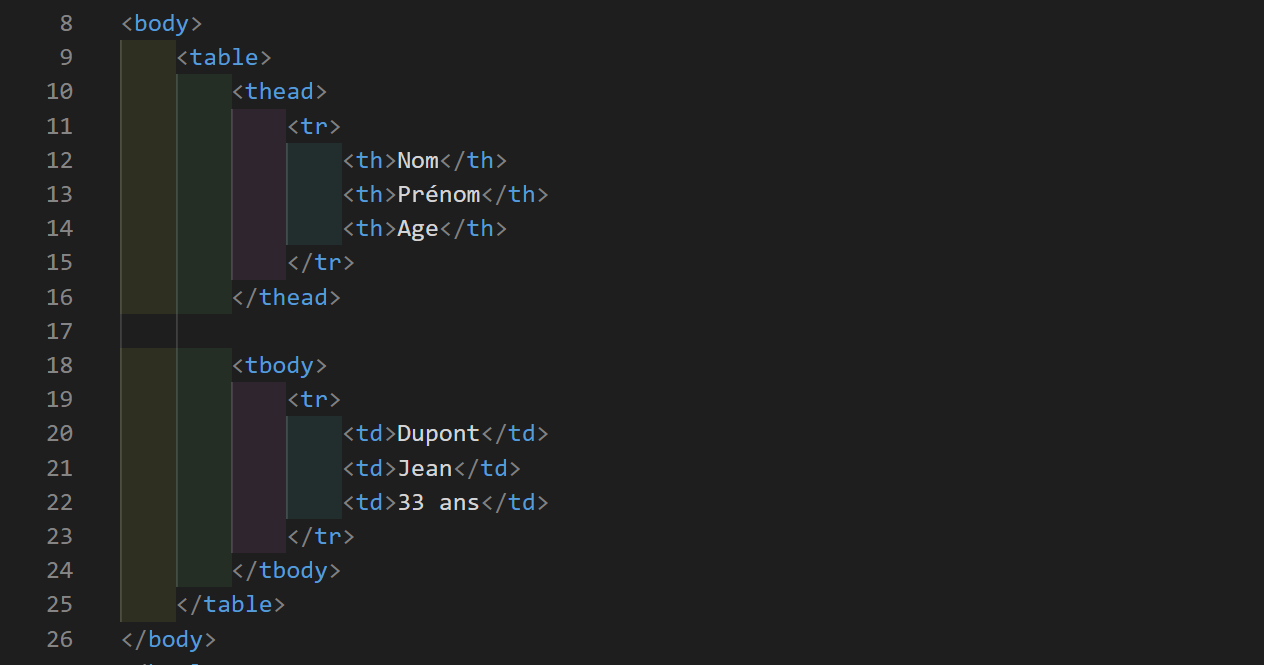 8 <body>
9 <table>
10 <thead>
11 <tr>
12 <th>Nom</th>
13 <th>Prénom</th>
14 <th>Age</th>
15 </tr>
16 </thead>
17
18 <tbody>
19 <tr>
20 <td>Dupont</td>
21 <td>Jean</td>
22 <td>33 ans</td>
23 </tr>
24 </tbody>
25 </table>
26 </body>